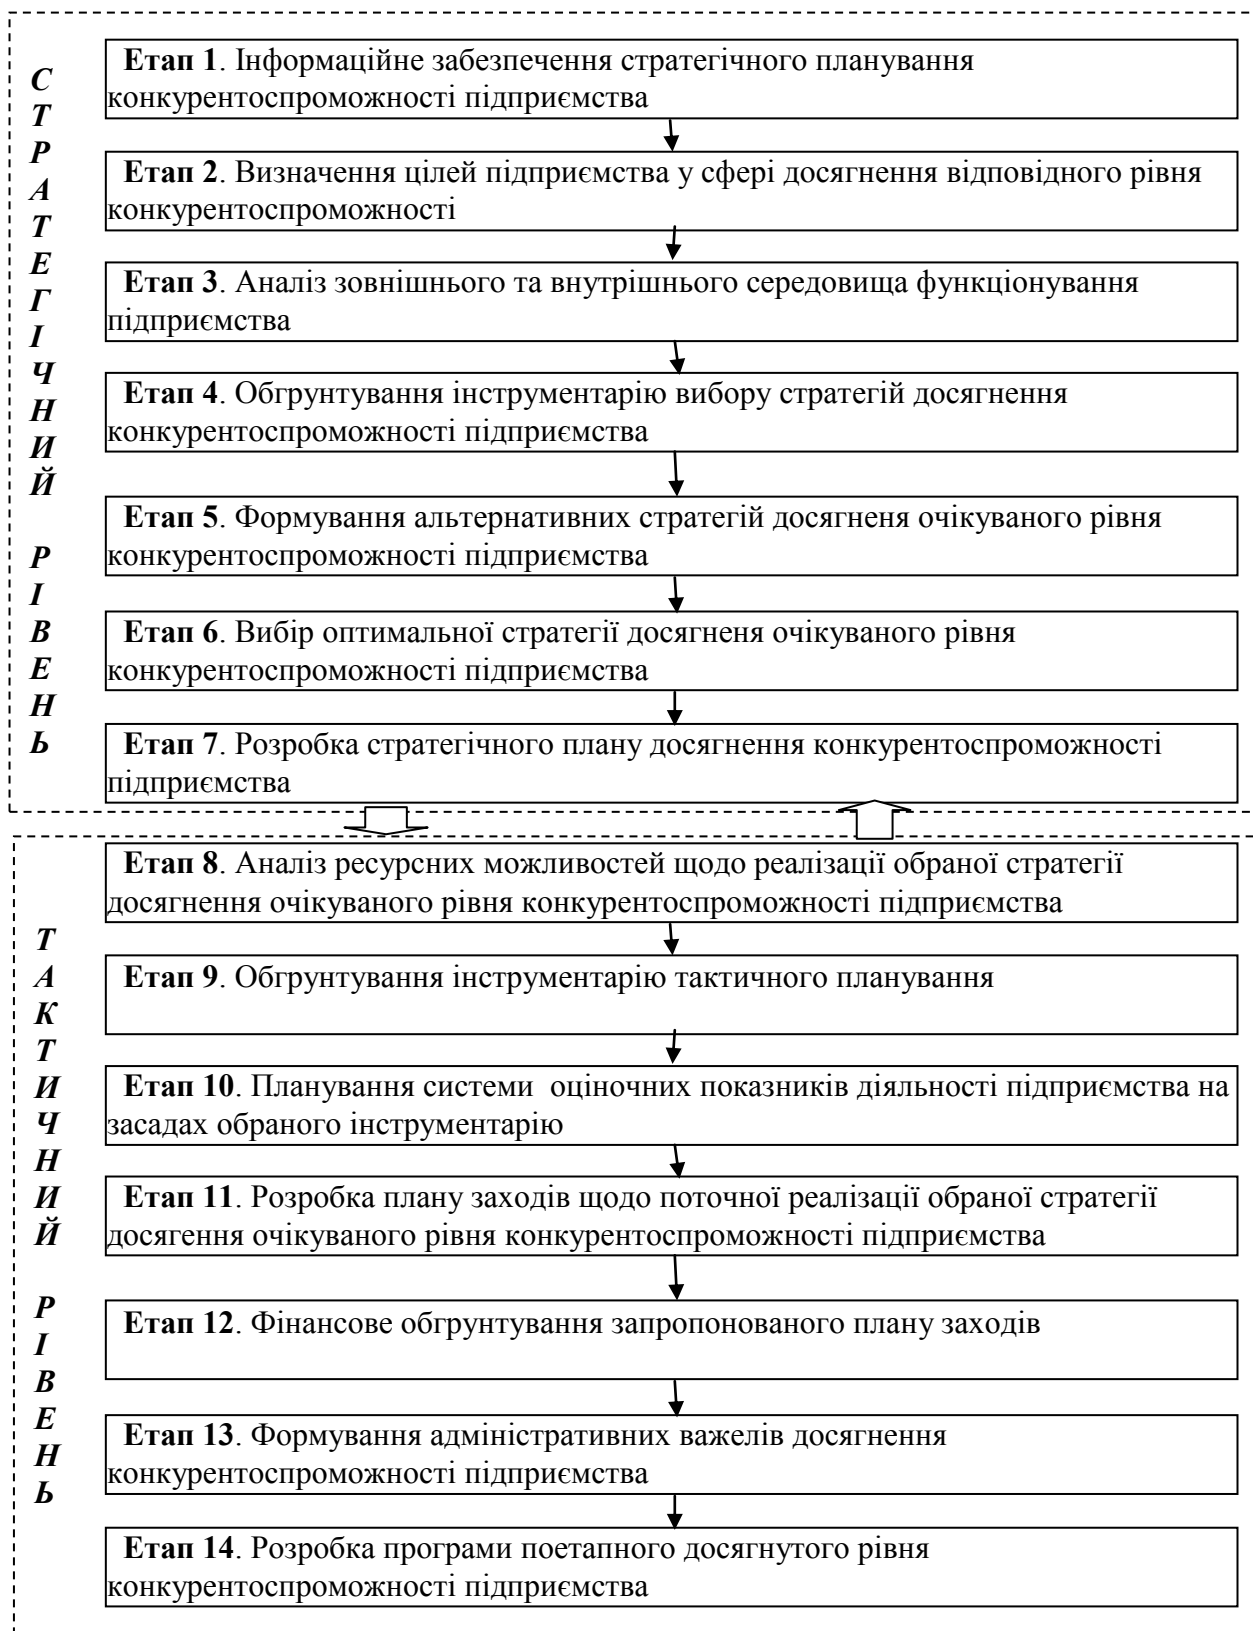 СТРАТЕГІЧНИЙ РІВЕНЬ
Етап 1. Інформаційне забезпечення стратегічного планування
конкурентоспроможності підприємства
Етап 2. Визначення цілей підприємства у сфері досягнення відповідного рівня
конкурентоспроможності
Етап 3. Аналіз зовнішнього та внутрішнього середовища функціонування
підприємства
Етап 4. Обгрунтування інструментарію вибору стратегій досягнення
конкурентоспроможності підприємства
Етап 5. Формування альтернативних стратегій досягненя очікуваного рівня
конкурентоспроможності підприємства
Етап 6. Вибір оптимальної стратегії досягненя очікуваного рівня
конкурентоспроможності підприємства
Етап 7. Розробка стратегічного плану досягнення конкурентоспроможності
підприємства
ТАКТИЧНИЙ РІВЕНЬ
Етап 8. Аналіз ресурсних можливостей щодо реалізації обраної стратегії
досягнення очікуваного рівня конкурентоспроможності підприємства
Етап 9. Обгрунтування інструментарію тактичного планування
Етап 10. Планування системи  оціночних показників діяльності підприємства на
засадах обраного інструментарію
Етап 11. Розробка плану заходів щодо поточної реалізації обраної стратегії
досягення очікуваного рівня конкурентоспроможності підприємства
Етап 12. Фінансове обгрунтування запропонованого плану заходів
Етап 13. Формування адміністративних важелів досягнення
конкурентоспроможності підприємства
Етап 14. Розробка програми поетапного досягнутого рівня
конкурентоспроможності підприємства